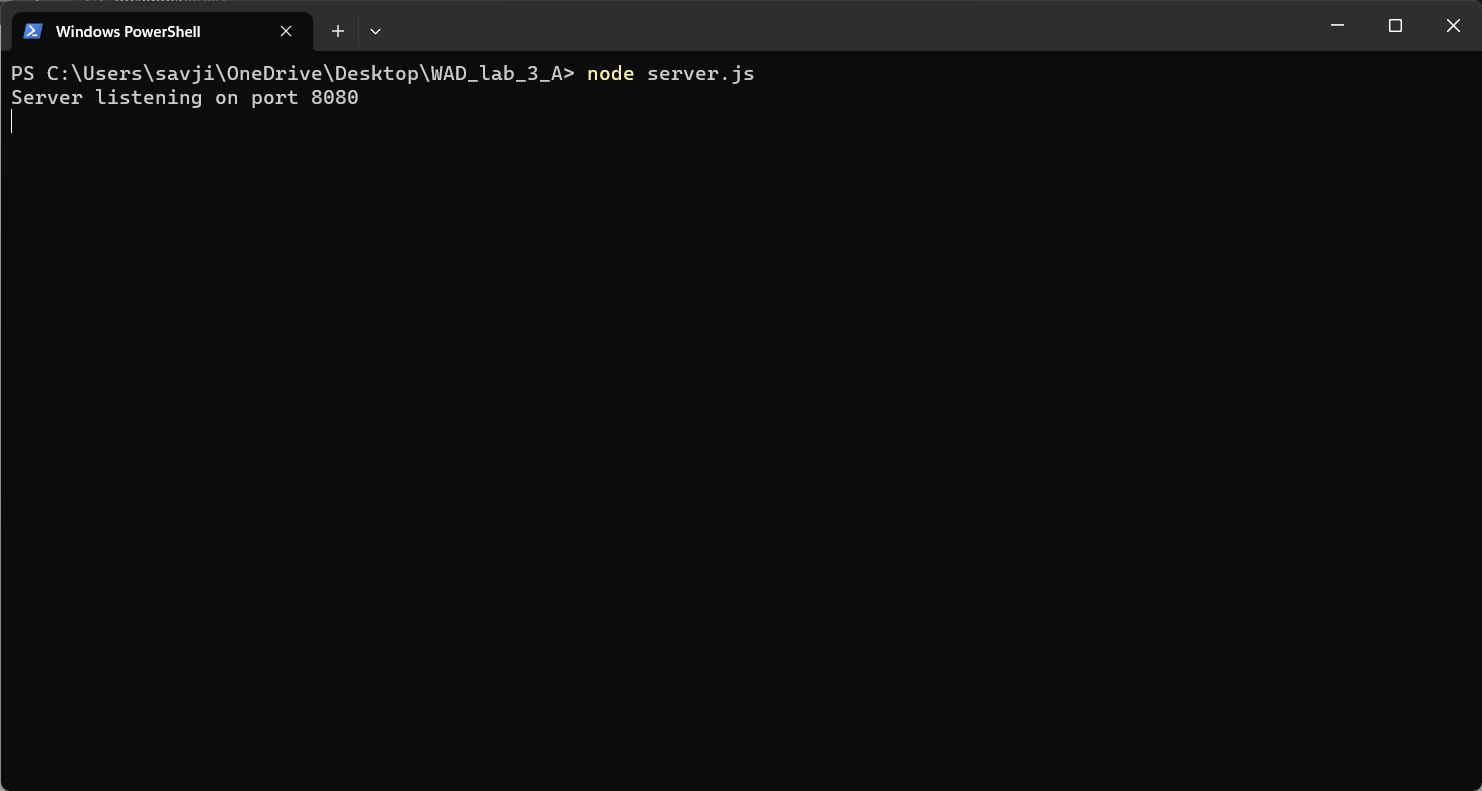 Windows PowerShell
PS C:\Users\savji\OneDrive\Desktop\WAD_lab_3_A> node server.js
Server listening on port 8080